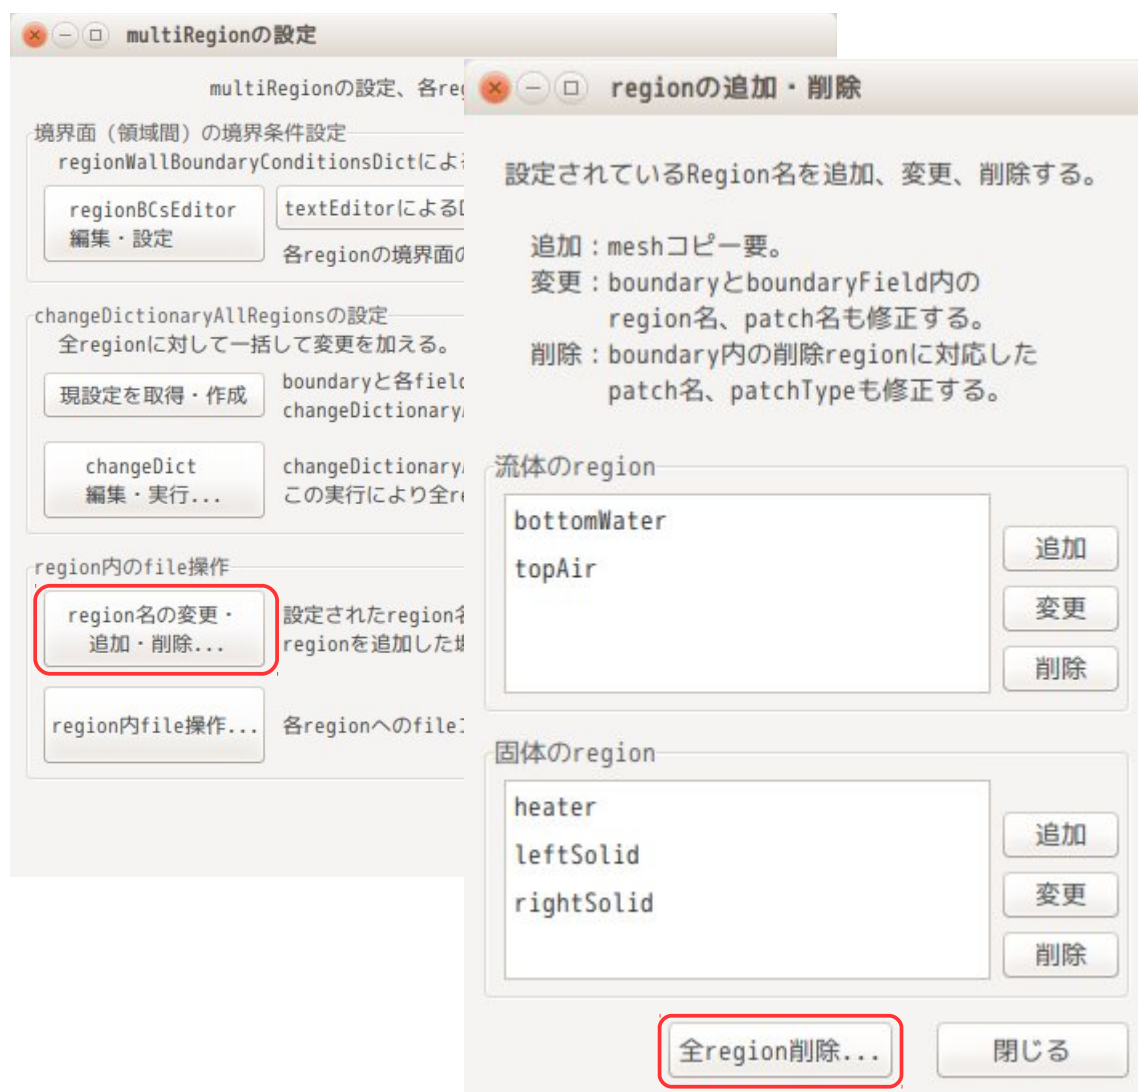 multiRegionの設定
multiRegionの設定、各reg
境界面（領域間）の境界条件設定
regionWallBoundaryConditionsDictによ
regionBCsEditor
編集・設定
textEditorによる
各regionの境界面の
changeDictionaryAllRegionsの設定
全regionに対して一括して変更を加える。
現設定を取得・作成
boundaryと各field
changeDictionary
changeDict
編集・実行...
changeDictionary
この実行により全re
region内のfile操作
region名の変更・
追加・削除...
設定されたregion名
regionを追加した場
region内file操作...
各regionへのfileコ
regionの追加・削除
設定されているRegion名を追加、変更、削除する。
追加：meshコピー要。
変更：boundaryとboundaryField内の
region名、patch名も修正する。
削除：boundary内の削除regionに対応した
patch名、patchTypeも修正する。
流体のregion
bottomWater
topAir
追加
変更
削除
固体のregion
heater
leftSolid
rightSolid
追加
変更
削除
全region削除...
閉じる